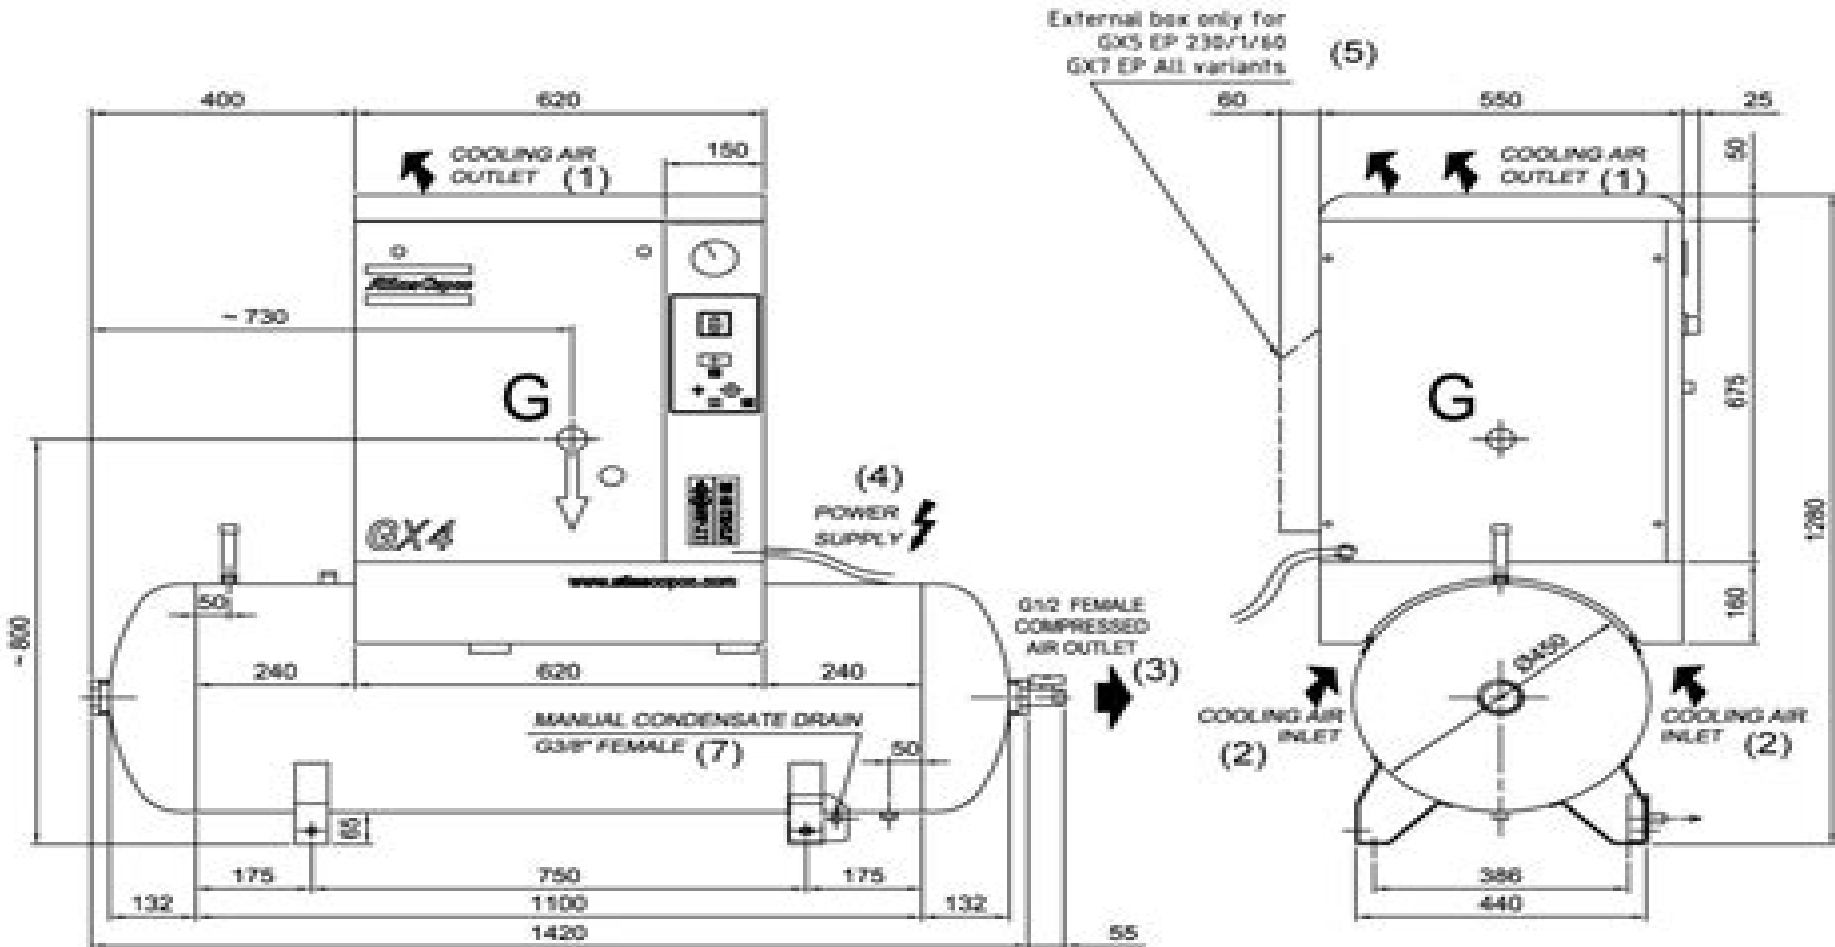 External box only for
GX5 EP 230/1/60
GX7 EP All variants
(5)
400
620
60
550
25
COOLING AIR
OUTLET (1)
150
COOLING AIR
OUTLET (1)
50
Atlas Copco
~ 730
G
G
675
(4)
POWER
SUPPLY
GX4
www.atlascopco.com
1280
50
G1/2 FEMALE
COMPRESSED
AIR OUTLET
(3)
160
~800
Ø450
240
620
240
COOLING AIR
INLET
(2)
COOLING AIR
INLET (2)
MANUAL CONDENSATE DRAIN
G3/8" FEMALE (7)
50
65
175
750
175
386
132
1100
132
440
1420
55